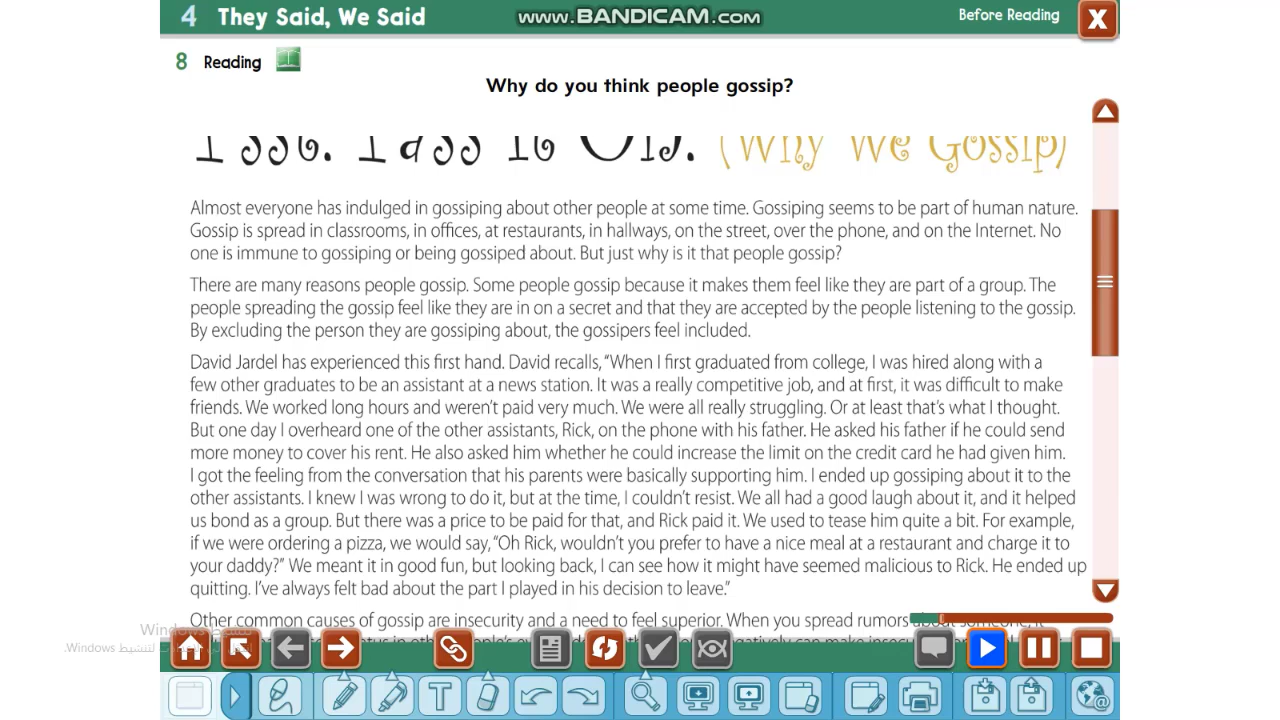 4 They Said, We Said
www.BANDICAM.com
Before Reading
X
8 Reading
Why do you think people gossip?
Pssst. Pass It On. (Why We Gossip)
Almost everyone has indulged in gossiping about other people at some time. Gossiping seems to be part of human nature.
Gossip is spread in classrooms, in offices, at restaurants, in hallways, on the street, over the phone, and on the Internet. No
one is immune to gossiping or being gossiped about. But just why is it that people gossip?
There are many reasons people gossip. Some people gossip because it makes them feel like they are part of a group. The
people spreading the gossip feel like they are in on a secret and that they are accepted by the people listening to the gossip.
By excluding the person they are gossiping about, the gossipers feel included.
David Jardel has experienced this first hand. David recalls, “When I first graduated from college, I was hired along with a
few other graduates to be an assistant at a news station. It was a really competitive job, and at first, it was difficult to make
friends. We worked long hours and weren’t paid very much. We were all really struggling. Or at least that’s what I thought.
But one day I overheard one of the other assistants, Rick, on the phone with his father. He asked his father if he could send
more money to cover his rent. He also asked him whether he could increase the limit on the credit card he had given him.
I got the feeling from the conversation that his parents were basically supporting him. I ended up gossiping about it to the
other assistants. I knew I was wrong to do it, but at the time, I couldn’t resist. We all had a good laugh about it, and it helped
us bond as a group. But there was a price to be paid for that, and Rick paid it. We used to tease him quite a bit. For example,
if we were ordering a pizza, we would say, “Oh Rick, wouldn’t you prefer to have a nice meal at a restaurant and charge it to
your daddy?” We meant it in good fun, but looking back, I can see how it might have seemed malicious to Rick. He ended up
quitting. I’ve always felt bad about the part I played in his decision to leave.”
Other common causes of gossip are insecurity and a need to feel superior. When you spread rumors about someone, it
Windows
Windows
T